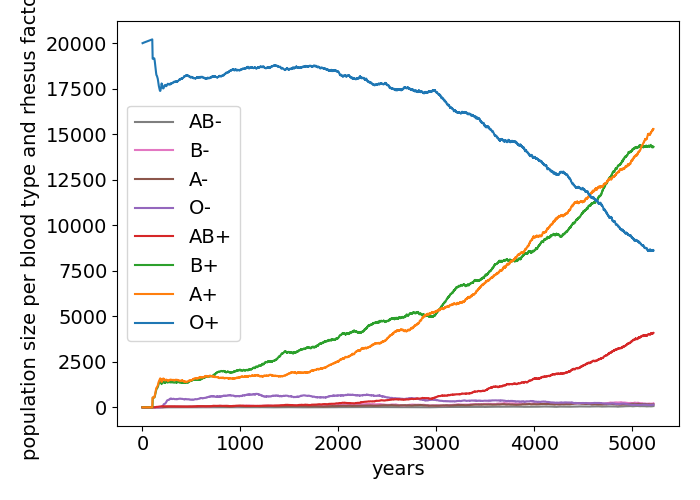 population size per blood type and rhesus facto
20000
17500
15000
12500
10000
7500
5000
2500
0
AB-
B-
A-
O-
AB+
B+
A+
O+
0 1000 2000 3000 4000 5000
years